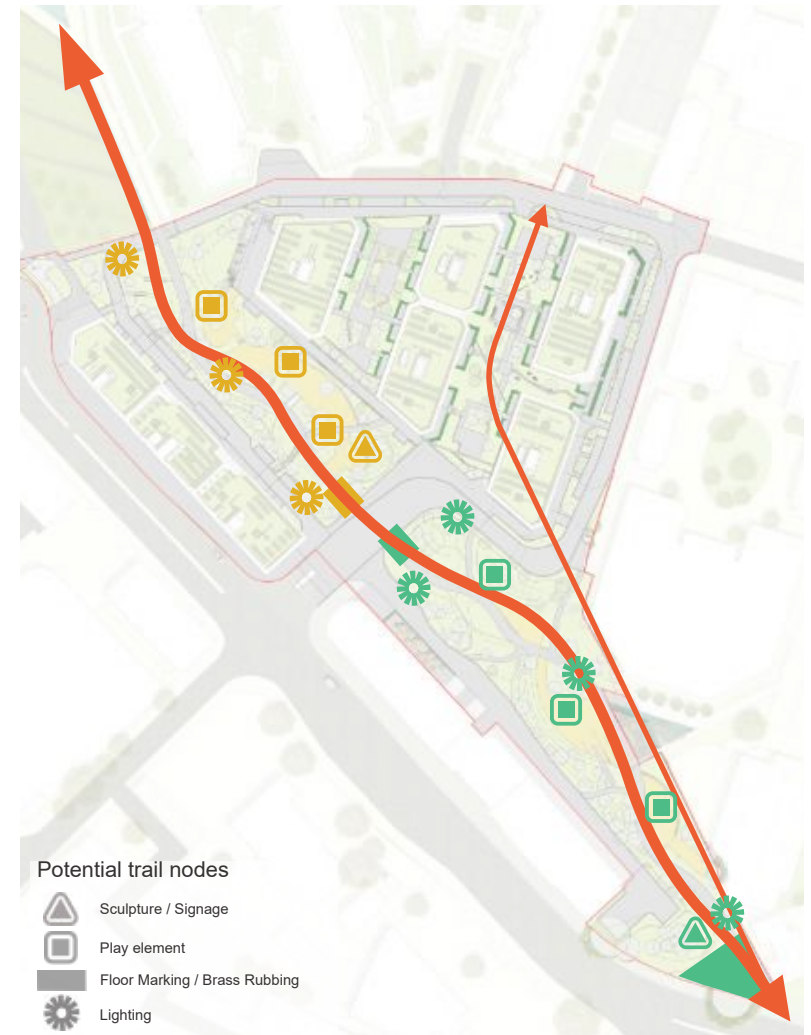 Potential trail nodes
Sculpture / Signage
Play element
Floor Marking / Brass Rubbing
Lighting